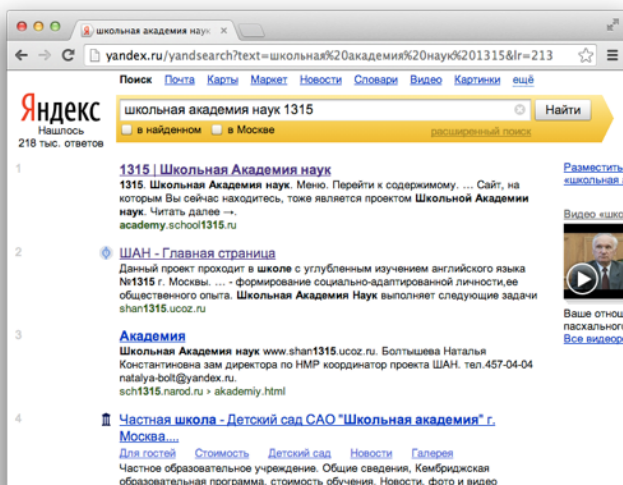 школьная академия наук
yandex.ru/yandsearch?text=школьная%20академия%20наук%201315&lr=213
Поиск Почта Карты Маркет Новости Словари Видео Картинки ещё
Яндекс
школьная академия наук 1315
Найти
Нашлось
218 тыс. ответов
в найденном в Москве расширенный поиск
1
1315 | Школьная Академия наук
1315. Школьная Академия наук. Меню. Перейти к содержимому. ... Сайт, на
котором Вы сейчас находитесь, тоже является проектом Школьной Академии
наук. Читать далее →.
academy.school1315.ru
Разместить
«школьная
2
ШАН - Главная страница
Данный проект проходит в школе с углубленным изучением английского языка
№1315 г. Москвы. ... - формирование социально-адаптированной личности,ее
общественного опыта. Школьная Академия Наук выполняет следующие задачи
shan1315.ucoz.ru
Видео «шко
3
Академия
Школьная Академия наук www.shan1315.ucoz.ru. Болтышева Наталья
Константиновна зам директора по НМР координатор проекта ШАН. тел.457-04-04
natalya-bolt@yandex.ru.
sch1315.narod.ru › akademiy.html
Ваше отнош
пасхального
Все видеоро
4
Частная школа - Детский сад САО "Школьная академия" г.
Москва....
Для гостей Стоимость Детский сад Новости Галерея
Частное образовательное учреждение. Общие сведения, Кембриджская
образовательная программа, стоимость обучения. Новости, фото и видео